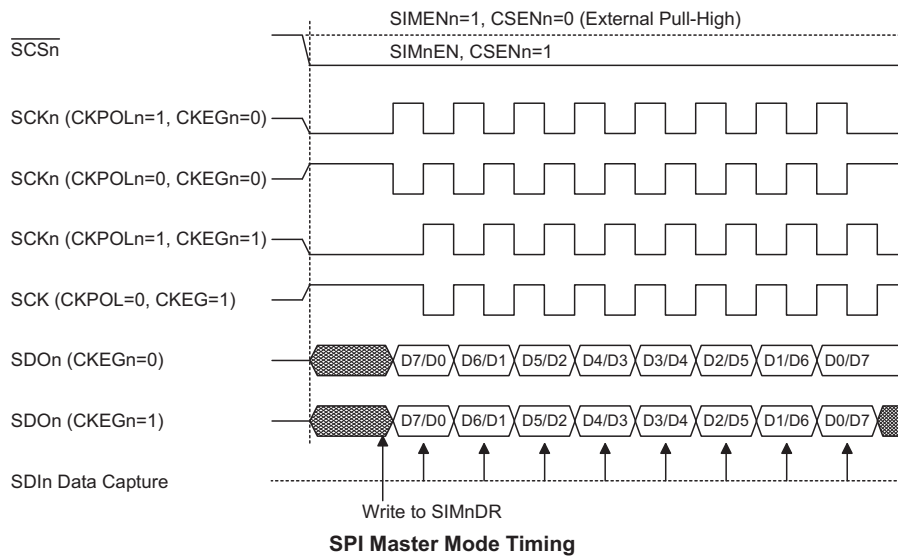 SIMENn=1, CSENn=0 (External Pull-High)
SCSn
SIMnEN, CSENn=1
SCKn (CKPOLn=1, CKEGn=0)
SCKn (CKPOLn=0, CKEGn=0)
SCKn (CKPOLn=1, CKEGn=1)
SCK (CKPOL=0, CKEG=1)
SDOn (CKEGn=0) D7/D0 D6/D1 D5/D2 D4/D3 D3/D4 D2/D5 D1/D6 D0/D7
SDOn (CKEGn=1) D7/D0 D6/D1 D5/D2 D4/D3 D3/D4 D2/D5 D1/D6 D0/D7
SDIn Data Capture
Write to SIMnDR
SPI Master Mode Timing